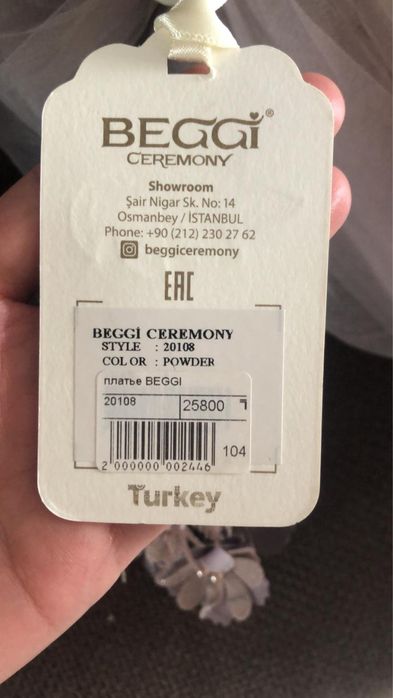 BEGGi®
CEREMONY
Showroom
Şair Nigar Sk. No: 14
Osmanbey / İSTANBUL
Phone: +90 (212) 230 27 62
beggiceremony
EAC
BEGGİ CEREMONY
STYLE : 20108
COLOR : POWDER
платье BEGGI
20108 25800
104
2 000000 002446
Turkey